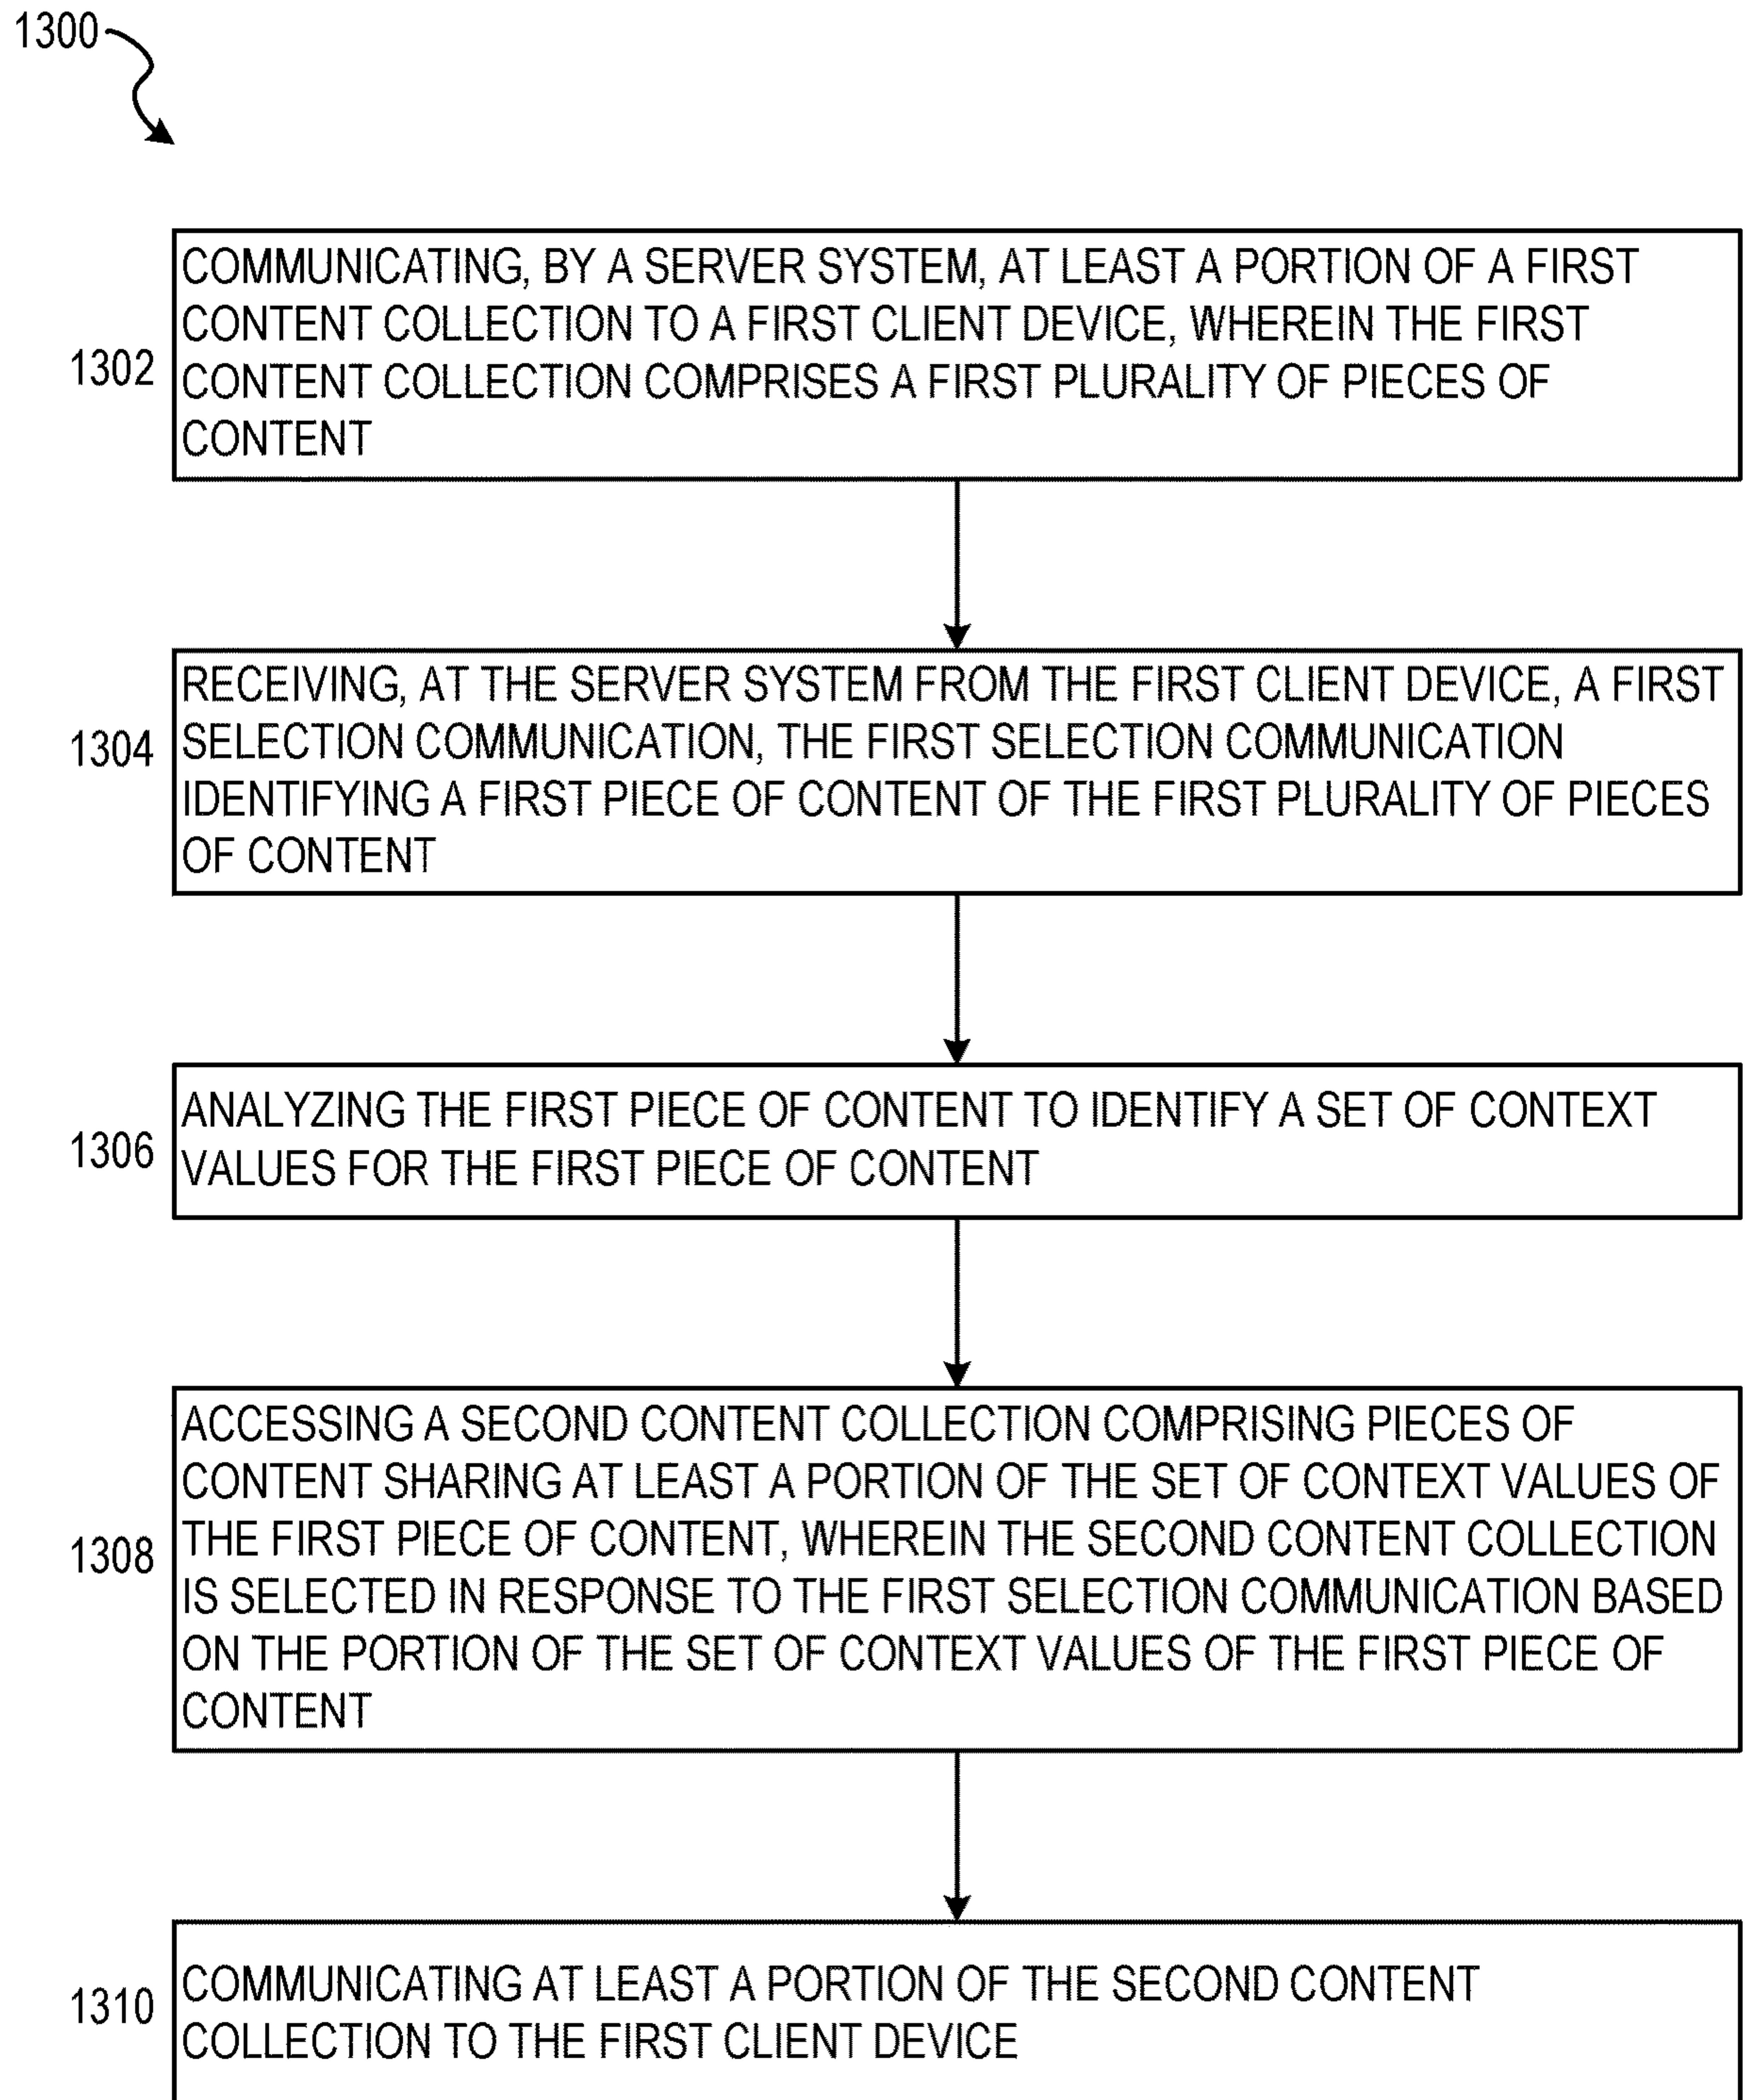 1300
COMMUNICATING, BY A SERVER SYSTEM, AT LEAST A PORTION OF A FIRST
CONTENT COLLECTION TO A FIRST CLIENT DEVICE, WHEREIN THE FIRST
1302
CONTENT COLLECTION COMPRISES A FIRST PLURALITY OF PIECES OF
CONTENT
RECEIVING, AT THE SERVER SYSTEM FROM THE FIRST CLIENT DEVICE, A FIRST
1304
SELECTION COMMUNICATION, THE FIRST SELECTION COMMUNICATION
IDENTIFYING A FIRST PIECE OF CONTENT OF THE FIRST PLURALITY OF PIECES
OF CONTENT
1306
ANALYZING THE FIRST PIECE OF CONTENT TO IDENTIFY A SET OF CONTEXT
VALUES FOR THE FIRST PIECE OF CONTENT
ACCESSING A SECOND CONTENT COLLECTION COMPRISING PIECES OF
CONTENT SHARING AT LEAST A PORTION OF THE SET OF CONTEXT VALUES OF
1308
THE FIRST PIECE OF CONTENT, WHEREIN THE SECOND CONTENT COLLECTION
IS SELECTED IN RESPONSE TO THE FIRST SELECTION COMMUNICATION BASED
ON THE PORTION OF THE SET OF CONTEXT VALUES OF THE FIRST PIECE OF
CONTENT
1310
COMMUNICATING AT LEAST A PORTION OF THE SECOND CONTENT
COLLECTION TO THE FIRST CLIENT DEVICE